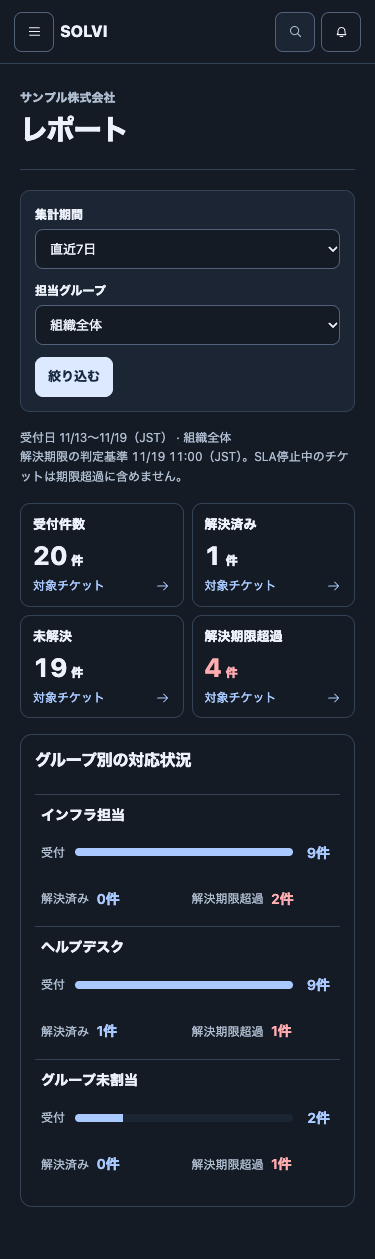 SOLVI
サンプル株式会社
レポート
集計期間
直近7日
担当グループ
組織全体
絞り込む
受付日 11/13〜11/19（JST） · 組織全体
解決期限の判定基準 11/19 11:00（JST）。SLA停止中のチケ
ットは期限超過に含めません。
受付件数
20 件
対象チケット →
解決済み
1 件
対象チケット →
未解決
19 件
対象チケット →
解決期限超過
4 件
対象チケット →
グループ別の対応状況
インフラ担当
受付 9件
解決済み 0件 解決期限超過 2件
ヘルプデスク
受付 9件
解決済み 1件 解決期限超過 1件
グループ未割当
受付 2件
解決済み 0件 解決期限超過 1件